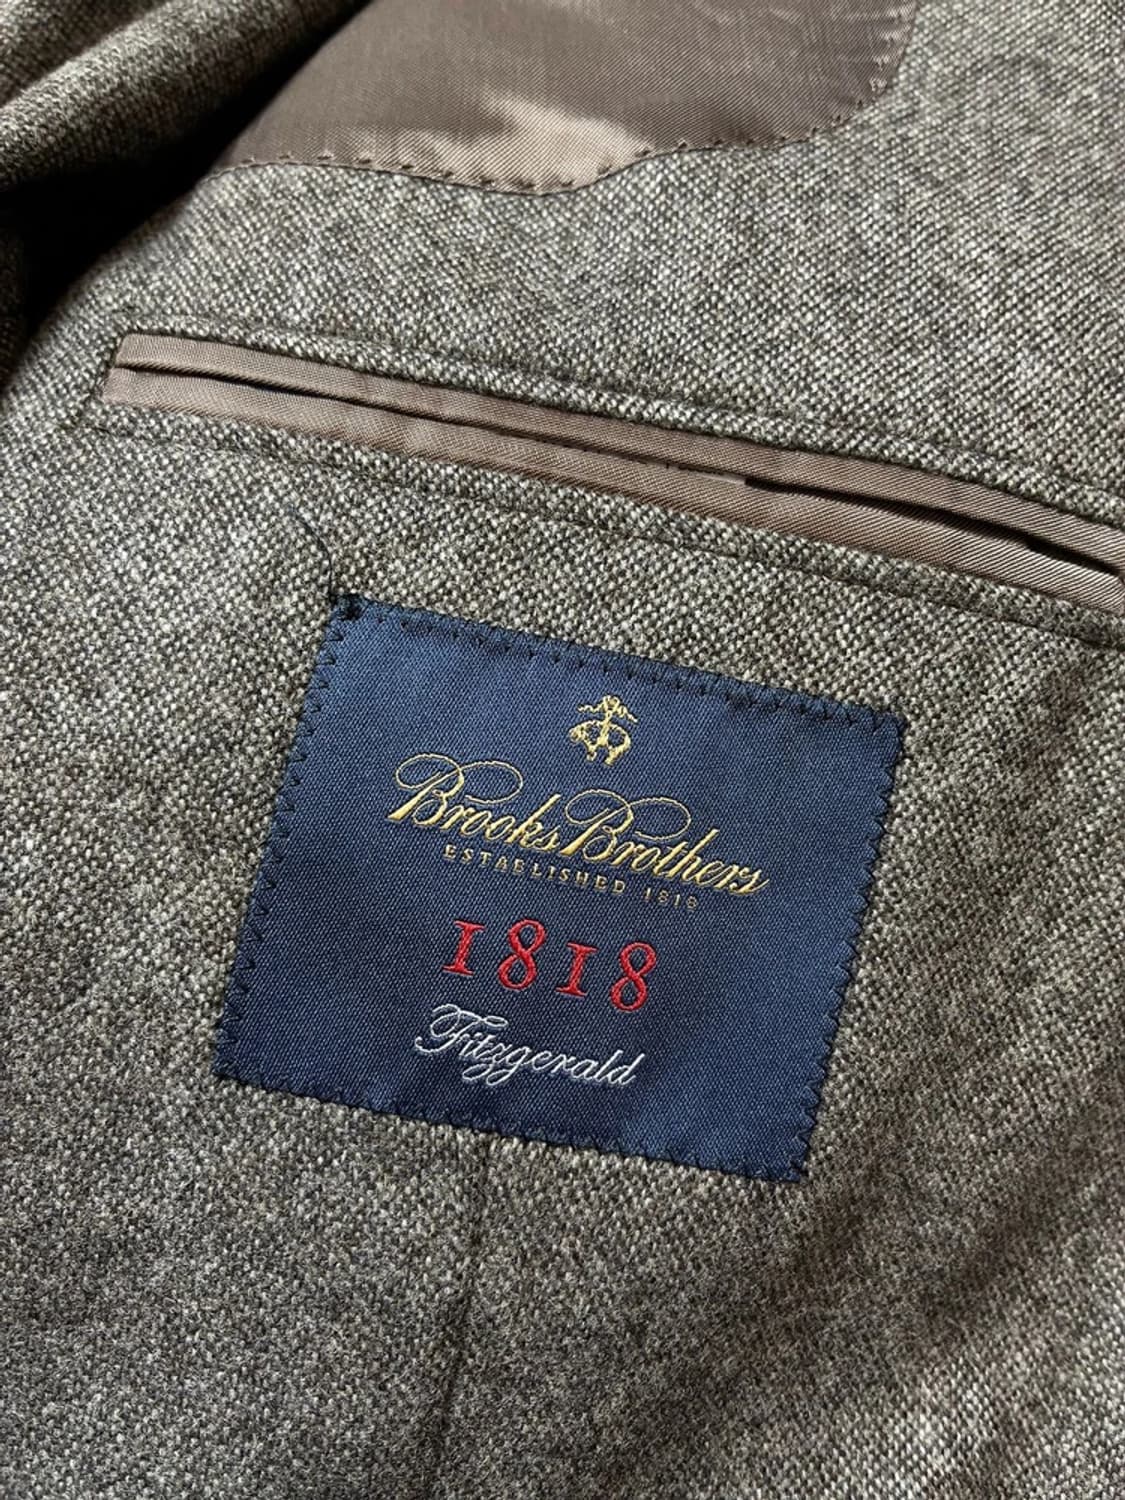 Brooks Brothers
ESTABLISHED 1818
1818
Fitzgerald